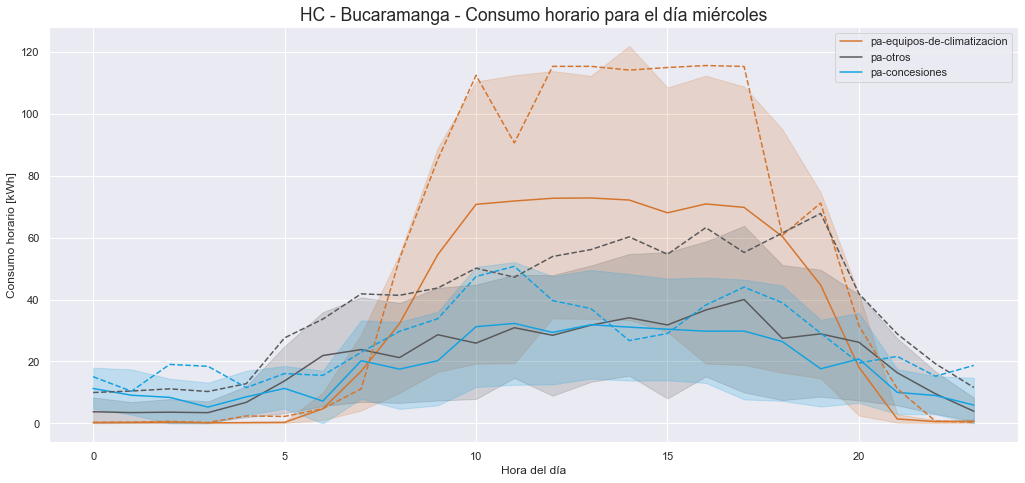 HC - Bucaramanga - Consumo horario para el día miércoles
pa-equipos-de-climatizacion
pa-otros
pa-concesiones
Consumo horario [kWh]
120
100
80
60
40
20
0
0 5 10 15 20
Hora del día